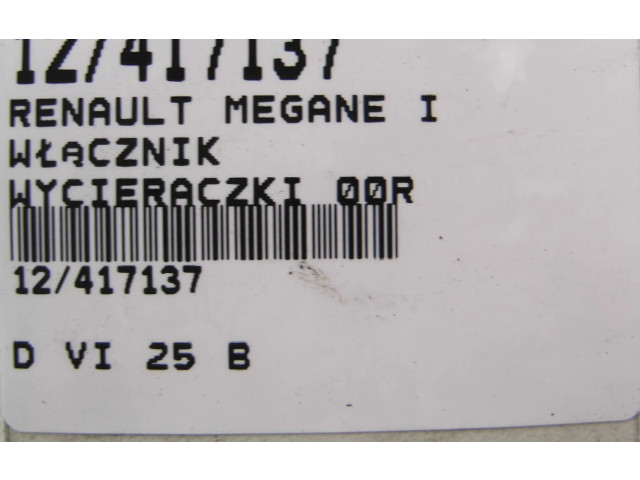 12/417137
RENAULT MEGANE I
WŁĄCZNIK
WYCIERACZKI 00R
12/417137
D VI 25 B